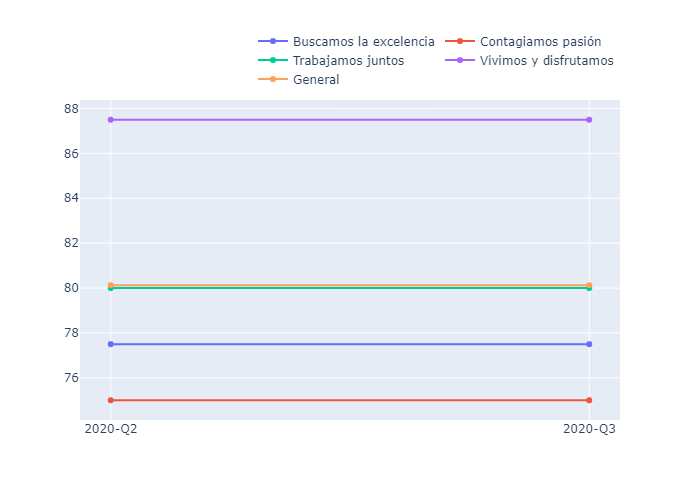 Buscamos la excelencia Contagiamos pasión
Trabajamos juntos Vivimos y disfrutamos
General
88
86
84
82
80
78
76
2020-Q2 2020-Q3